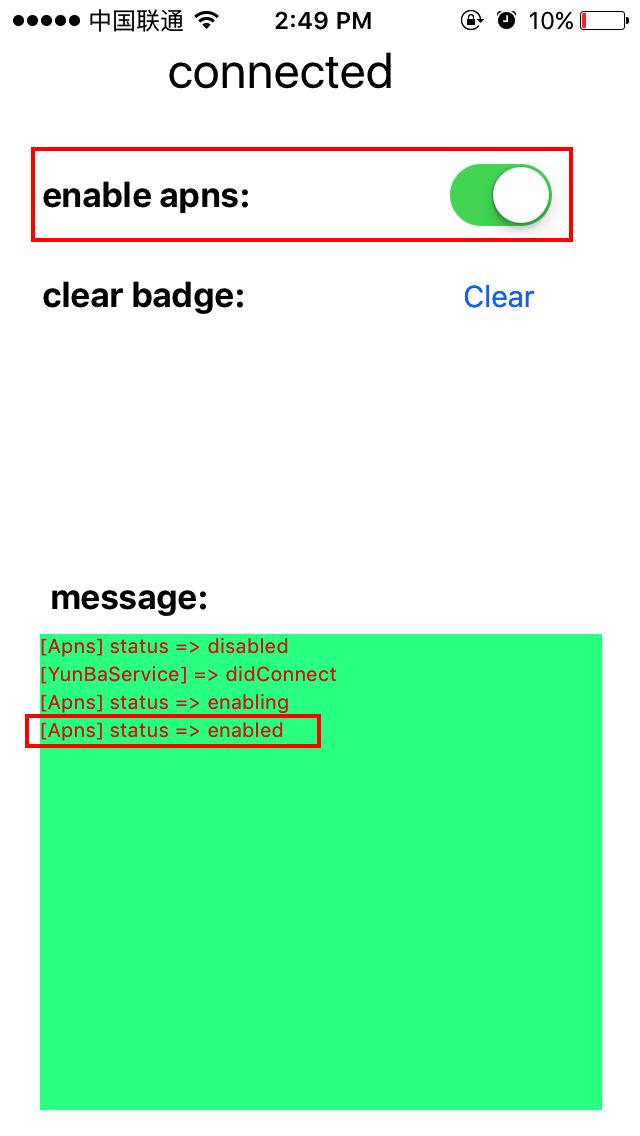 中国联通 2:49 PM 10%
connected
enable apns:
clear badge: Clear
message:
[Apns] status => disabled
[YunBaService] => didConnect
[Apns] status => enabling
[Apns] status => enabled